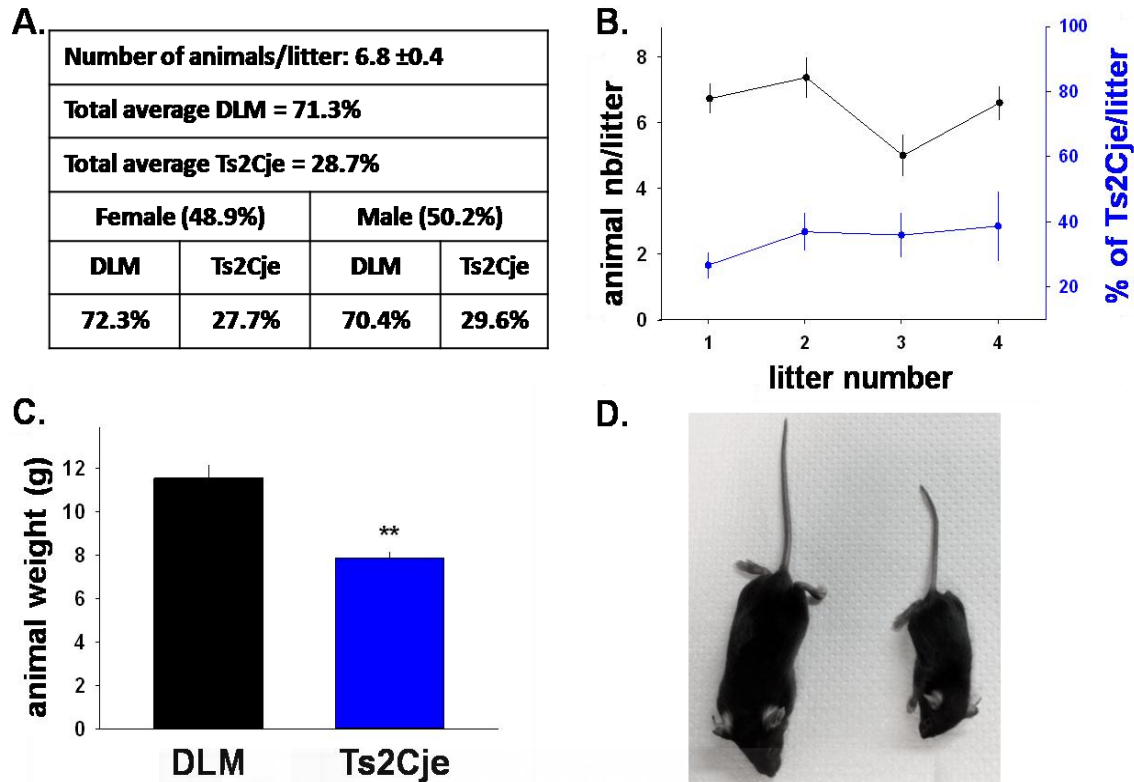 A.
Number of animals/litter: 6.8 ±0.4
Total average DLM = 71.3%
Total average Ts2Cje = 28.7%
Female (48.9%) Male (50.2%)
DLM Ts2Cje DLM Ts2Cje
72.3% 27.7% 70.4% 29.6%
B.
animal nb/litter
8
6
4
2
0
1 2 3 4
litter number
100
80
60
40
20
% of Ts2Cje/litter
C.
animal weight (g)
12
10
8
6
4
2
0
**
DLM Ts2Cje
D.